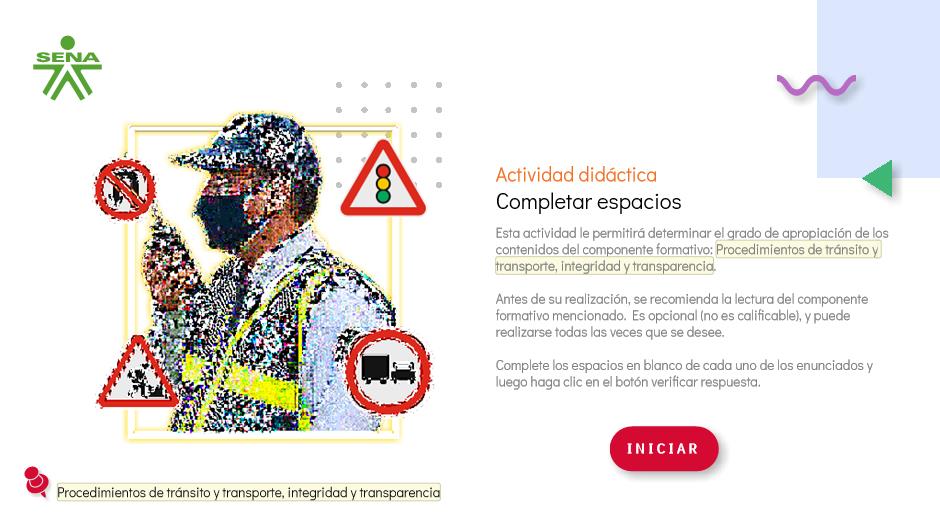 SENA
Actividad didáctica
Completar espacios
Esta actividad le permitirá determinar el grado de apropiación de los
contenidos del componente formativo: Procedimientos de tránsito y
transporte, integridad y transparencia.
Antes de su realización, se recomienda la lectura del componente
formativo mencionado. Es opcional (no es calificable), y puede
realizarse todas las veces que se desee.
Complete los espacios en blanco de cada uno de los enunciados y
luego haga clic en el botón verificar respuesta.
INICIAR
Procedimientos de tránsito y transporte, integridad y transparencia